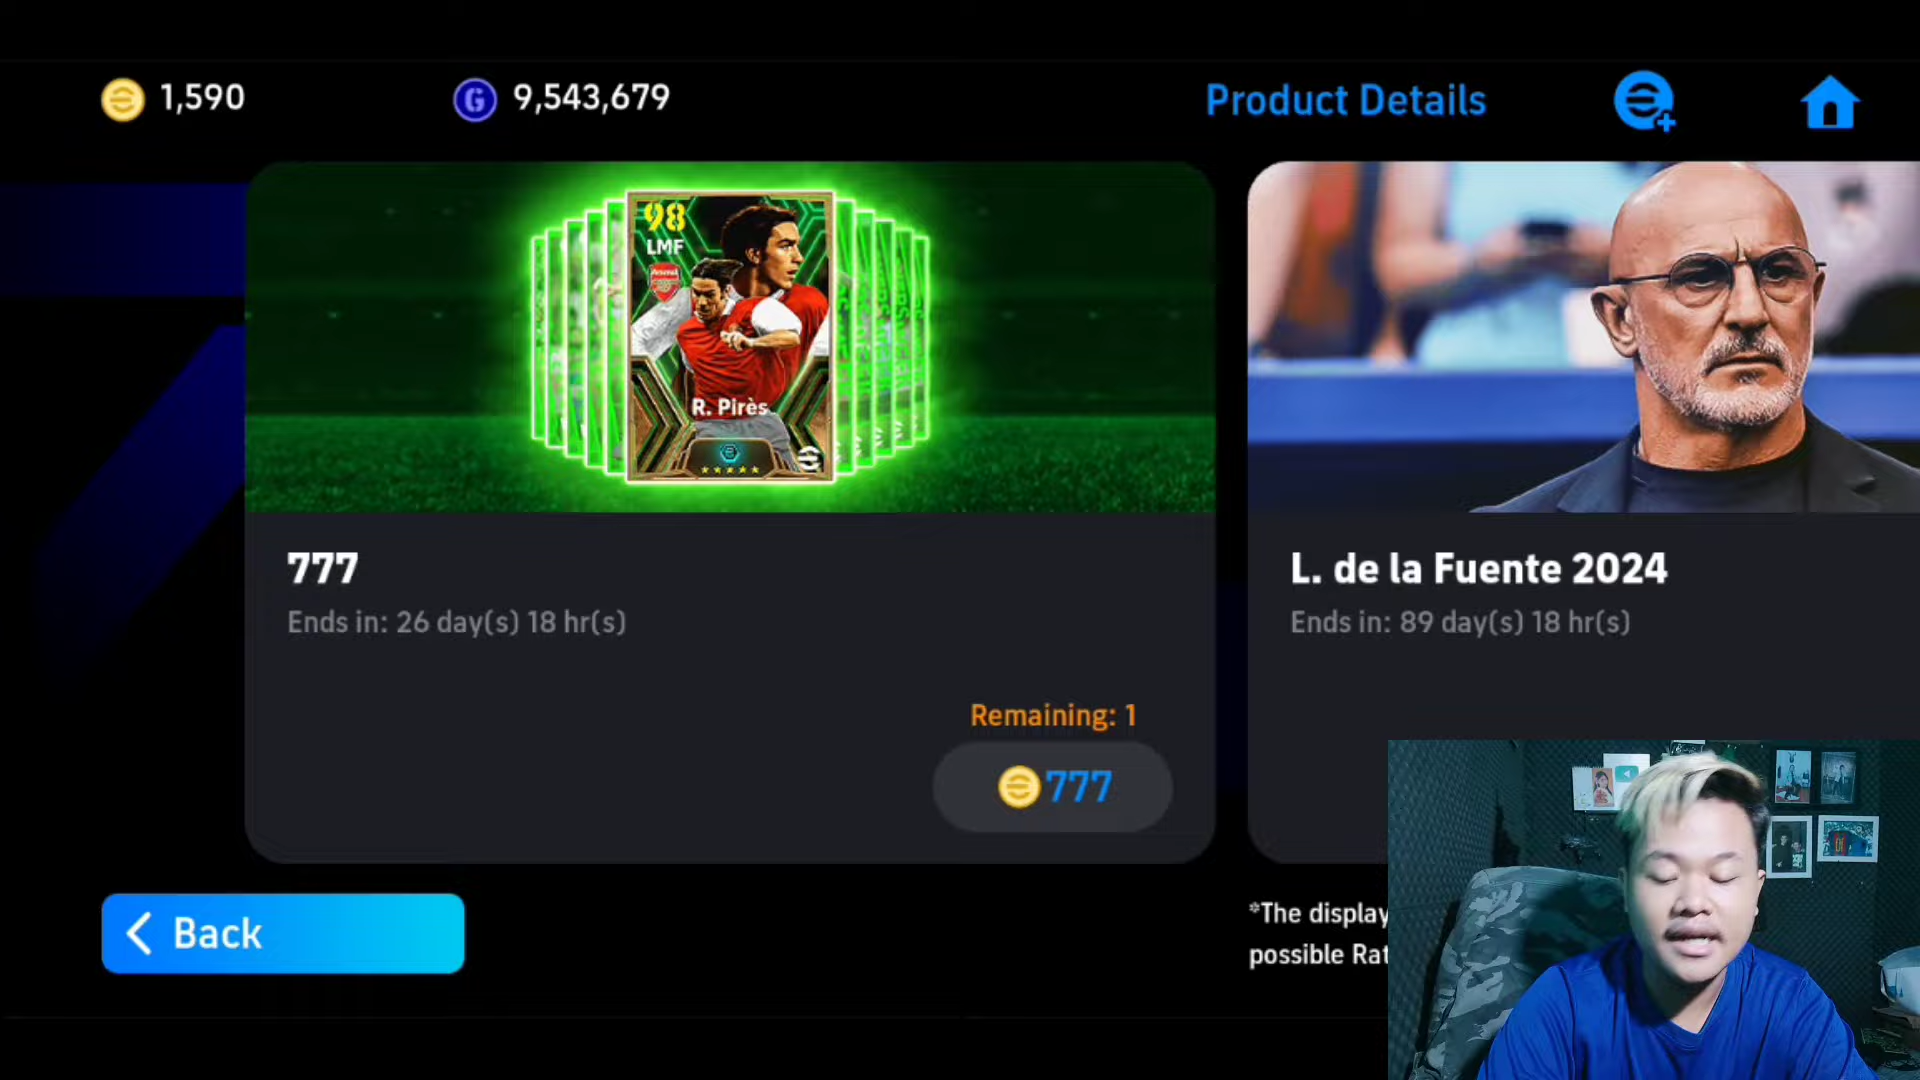 1,590
9,543,679
Product Details
98
LMF
Arsenal
R. Pirès
777
Ends in: 26 day(s) 18 hr(s)
Remaining: 1
777
Back
L. de la Fuente 2024
Ends in: 89 day(s) 18 hr(s)
*The display
possible Rat